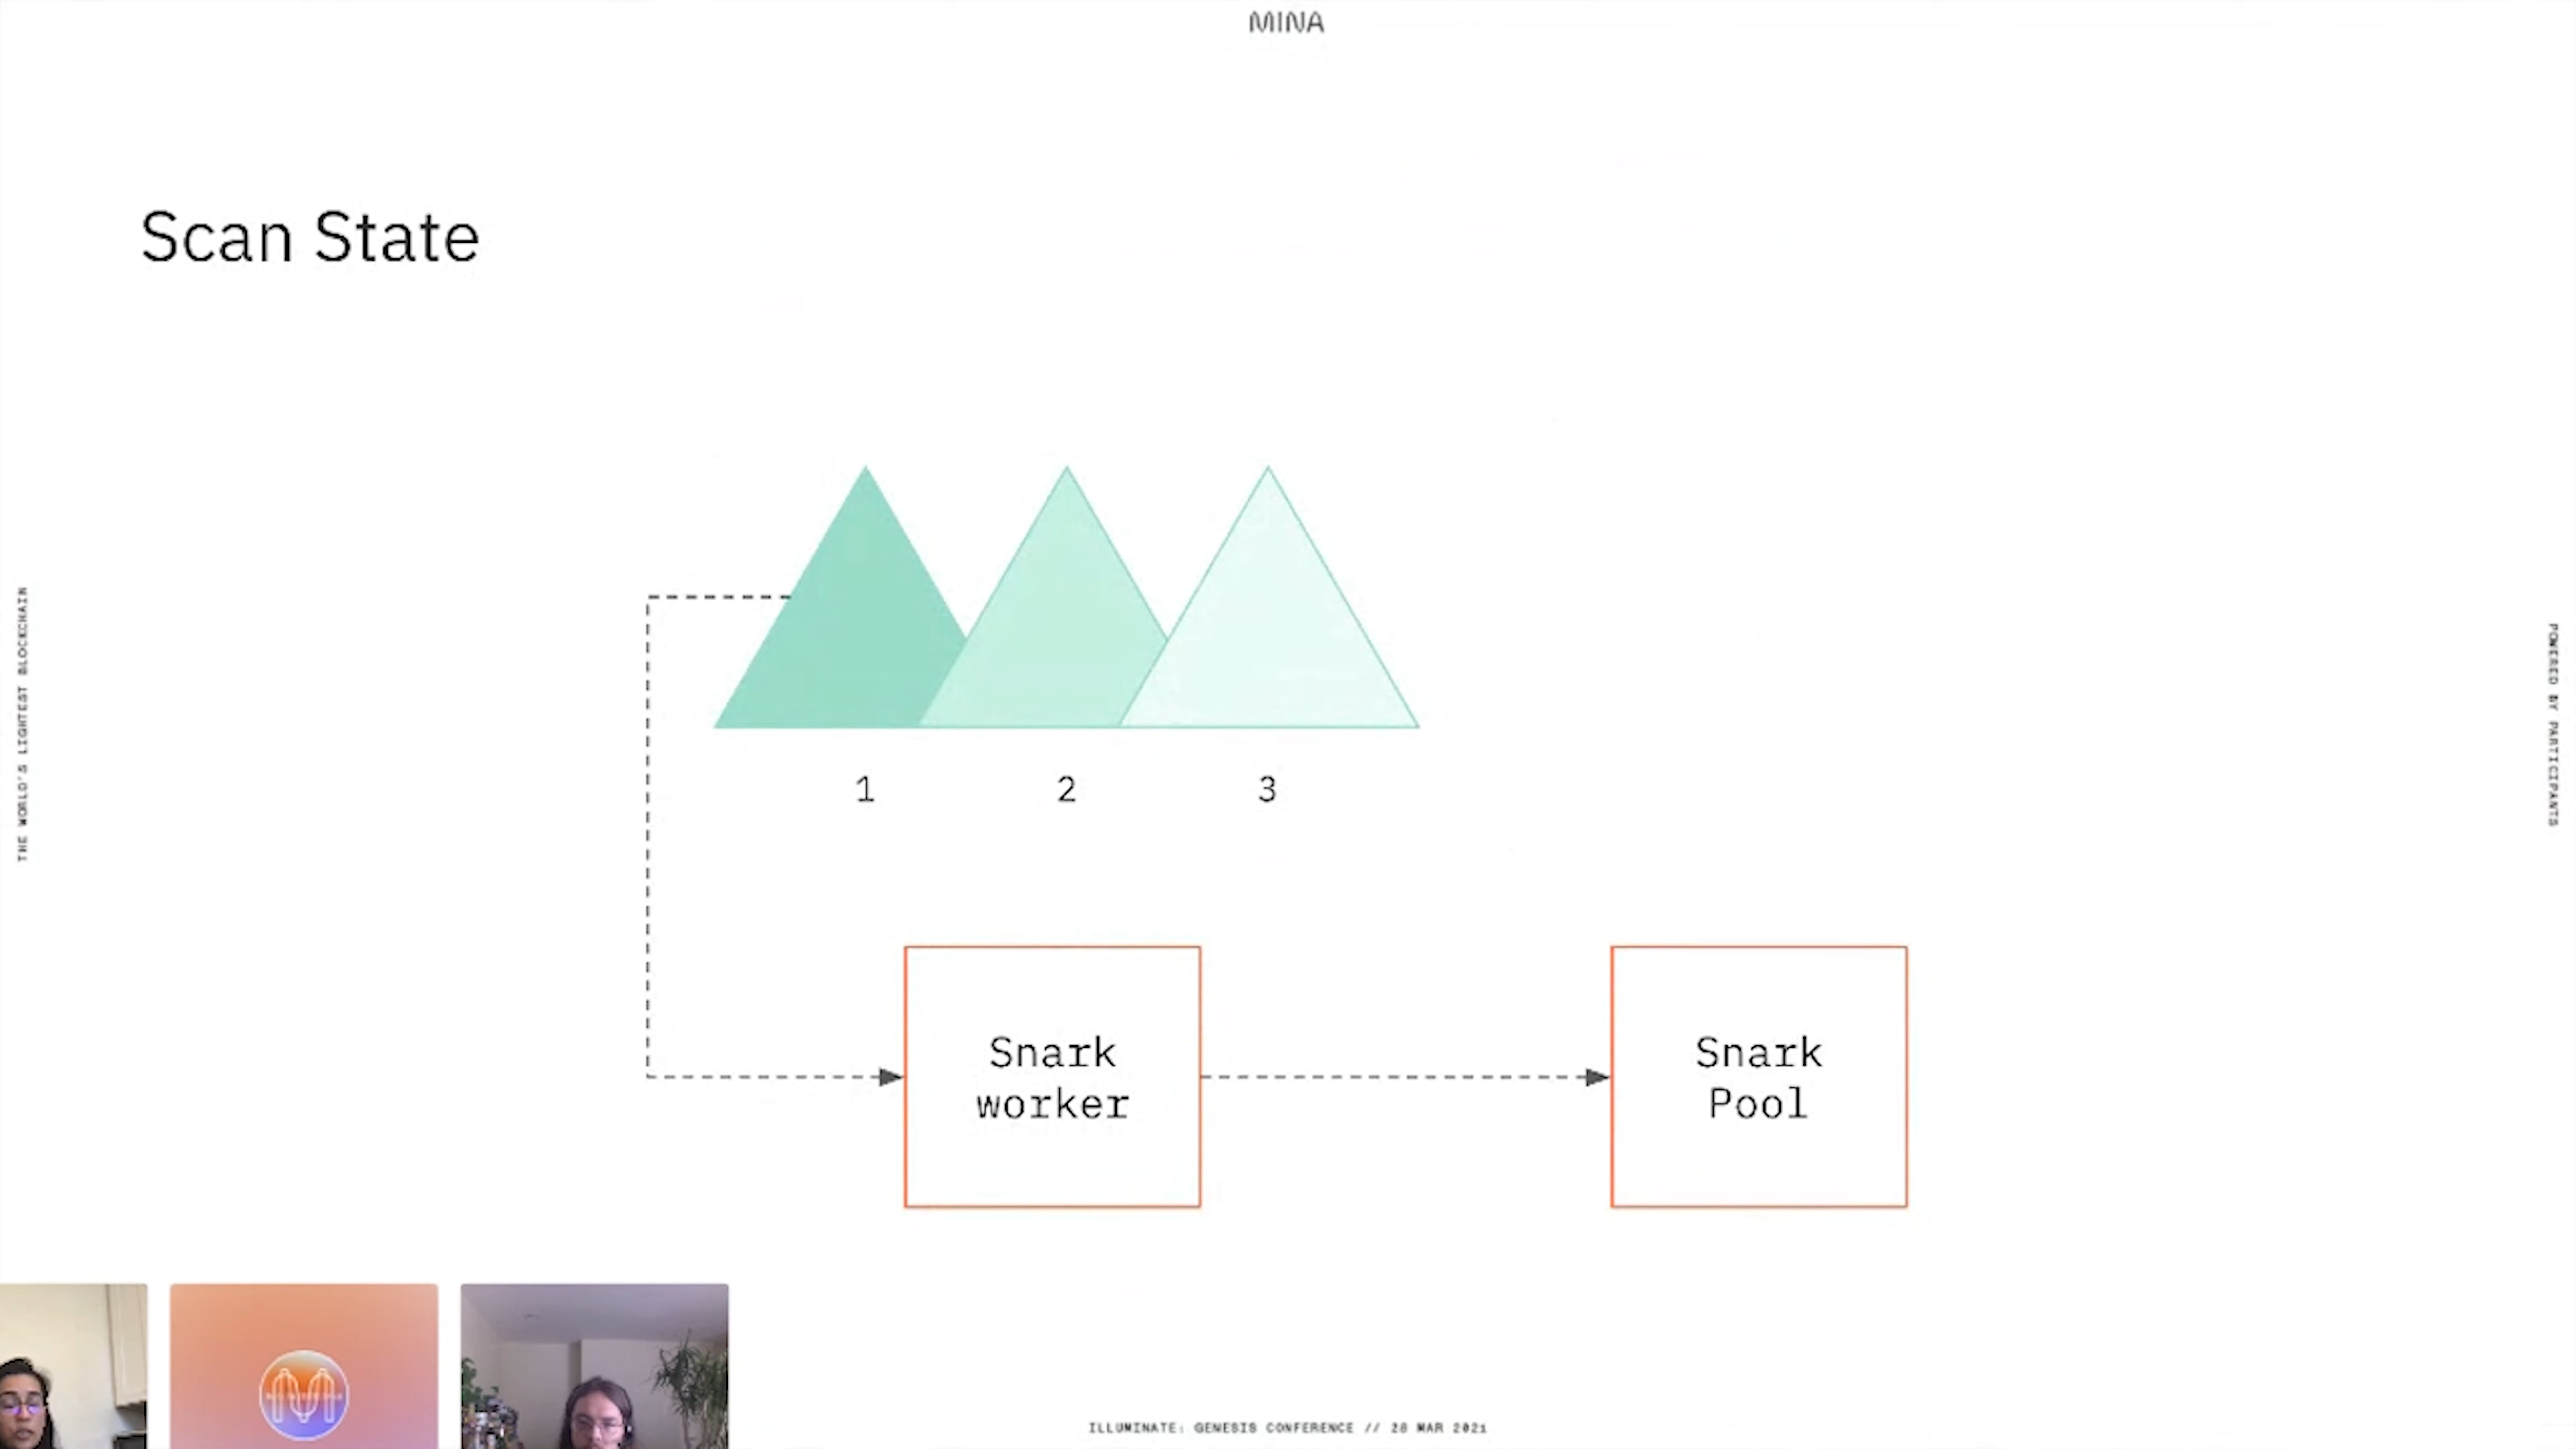 MINA
Scan State
THE WORLD'S LIGHTEST BLOCKCHAIN
POWERED BY PARTICIPANTS
1
2
3
Snark
worker
Snark
Pool
ILLUMINATE: GENESIS CONFERENCE // 28 MAR 2021